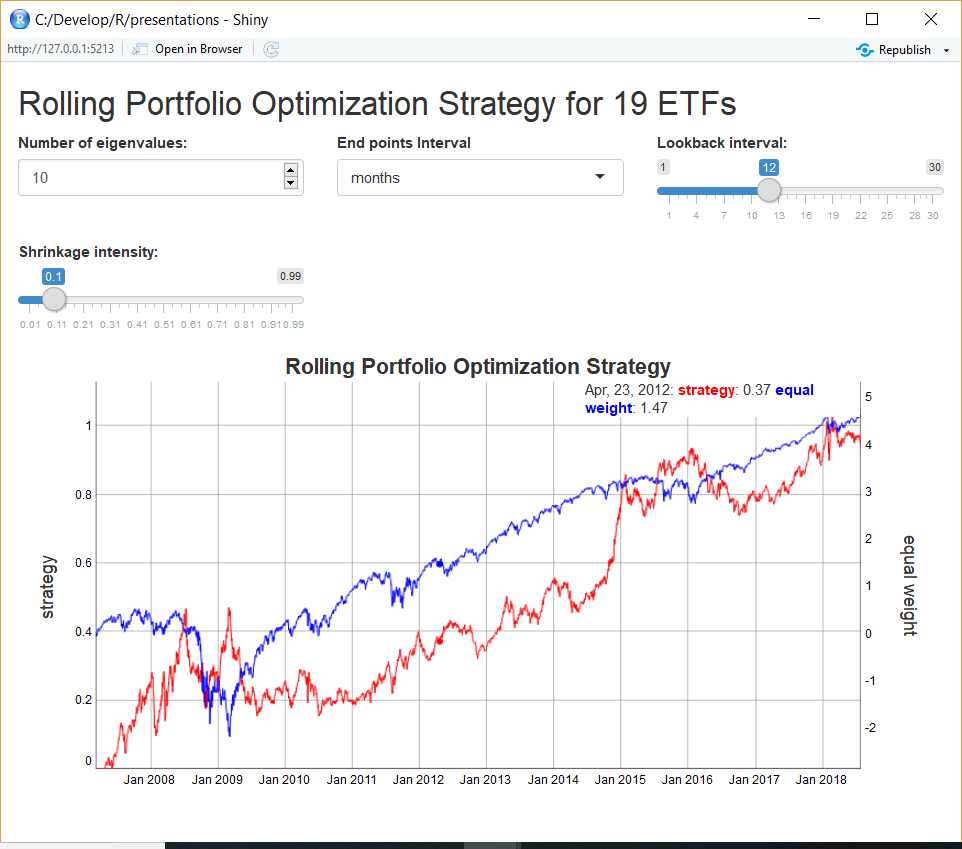 C:/Develop/R/presentations - Shiny
http://127.0.0.1:5213
Open in Browser
Republish
Rolling Portfolio Optimization Strategy for 19 ETFs
Number of eigenvalues:
End points Interval
Lookback interval:
10
months
1
12
30
1 4 7 10 13 16 19 22 25 28 30
Shrinkage intensity:
0.1
0.99
0.01 0.11 0.21 0.31 0.41 0.51 0.61 0.71 0.81 0.91 0.99
Rolling Portfolio Optimization Strategy
Apr, 23, 2012: strategy: 0.37 equal
weight: 1.47
strategy
1
0.8
0.6
0.4
0.2
0
5
4
3
2
1
0
-1
-2
equal weight
Jan 2008 Jan 2009 Jan 2010 Jan 2011 Jan 2012 Jan 2013 Jan 2014 Jan 2015 Jan 2016 Jan 2017 Jan 2018